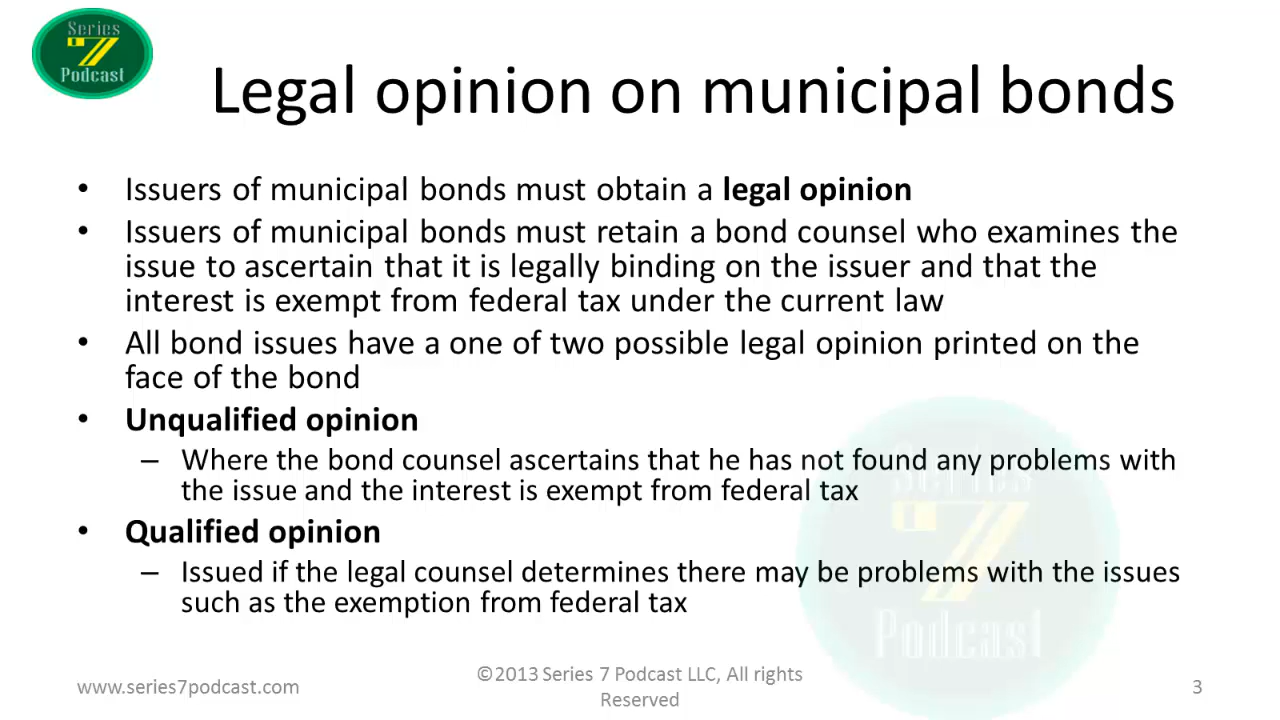 Series
7
Podcast
Legal opinion on municipal bonds
• Issuers of municipal bonds must obtain a legal opinion
• Issuers of municipal bonds must retain a bond counsel who examines the
issue to ascertain that it is legally binding on the issuer and that the
interest is exempt from federal tax under the current law
• All bond issues have a one of two possible legal opinion printed on the
face of the bond
• Unqualified opinion
– Where the bond counsel ascertains that he has not found any problems with
the issue and the interest is exempt from federal tax
• Qualified opinion
– Issued if the legal counsel determines there may be problems with the issues
such as the exemption from federal tax
Series
7
Podcast
www.series7podcast.com
©2013 Series 7 Podcast LLC, All rights
Reserved
3